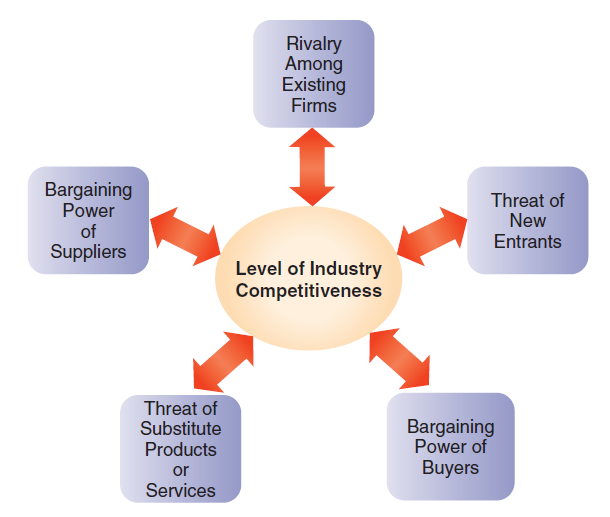 Rivalry
Among
Existing
Firms
Bargaining
Power
of
Suppliers
Threat of
New
Entrants
Level of Industry
Competitiveness
Threat of
Substitute
Products
or
Services
Bargaining
Power of
Buyers